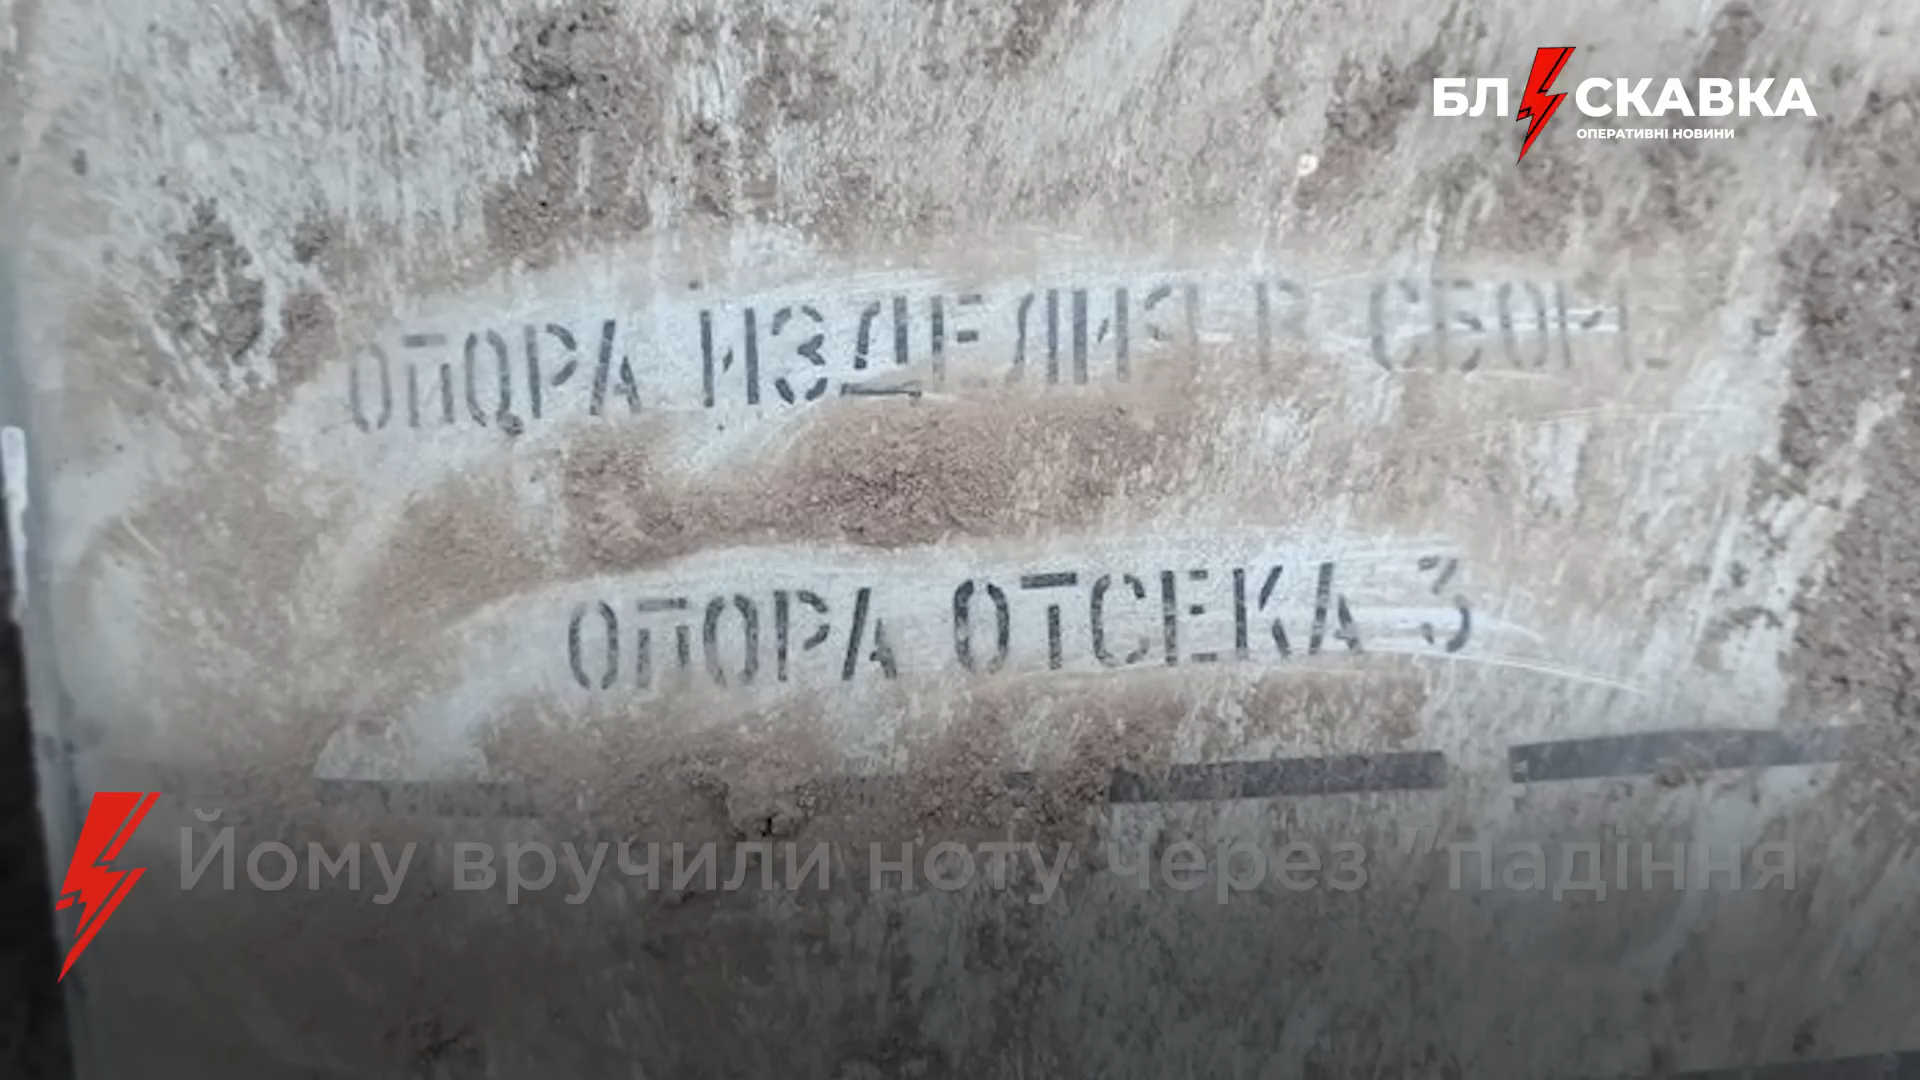 БЛИСКАВКА
ОПЕРАТИВНІ НОВИНИ
ОПОРА ИЗДЕЛИЯ В СБОРЕ
ОПОРА ОТСЕКА 3
Йому вручили ноту через "падіння